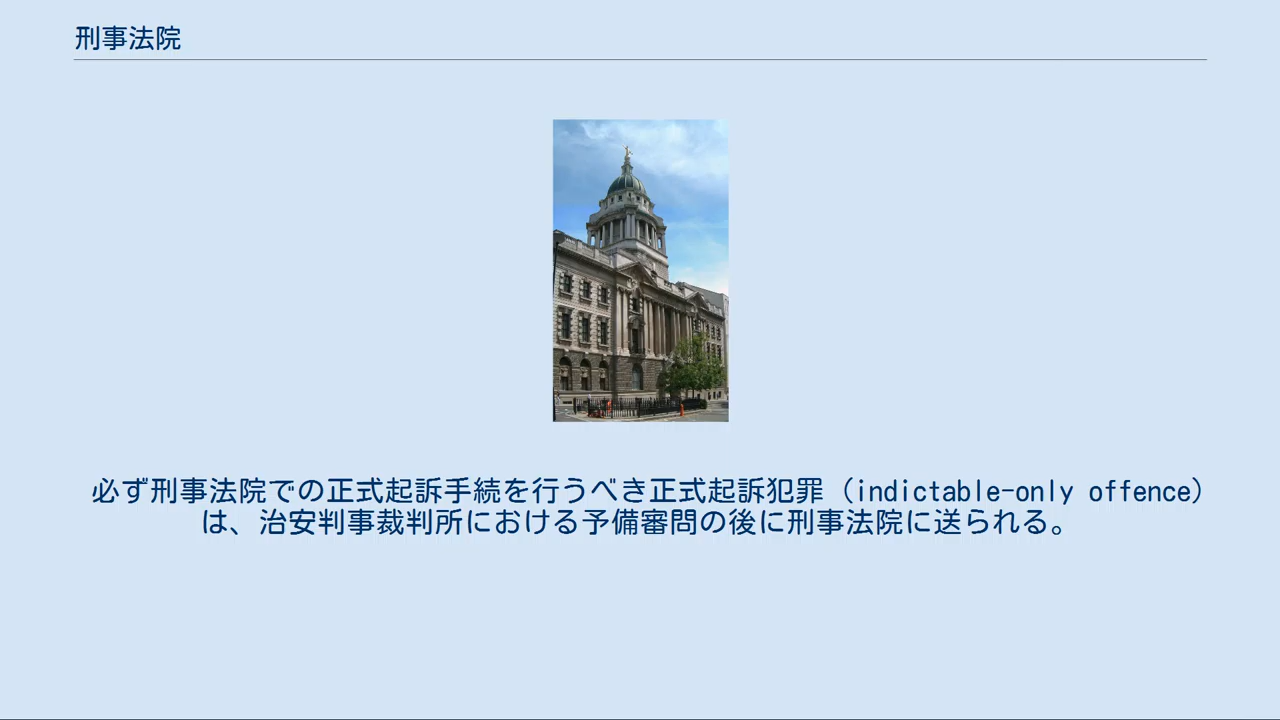 刑事法院
必ず刑事法院での正式起訴手続を行うべき正式起訴犯罪（indictable-only offence）
は、治安判事裁判所における予備審問の後に刑事法院に送られる。